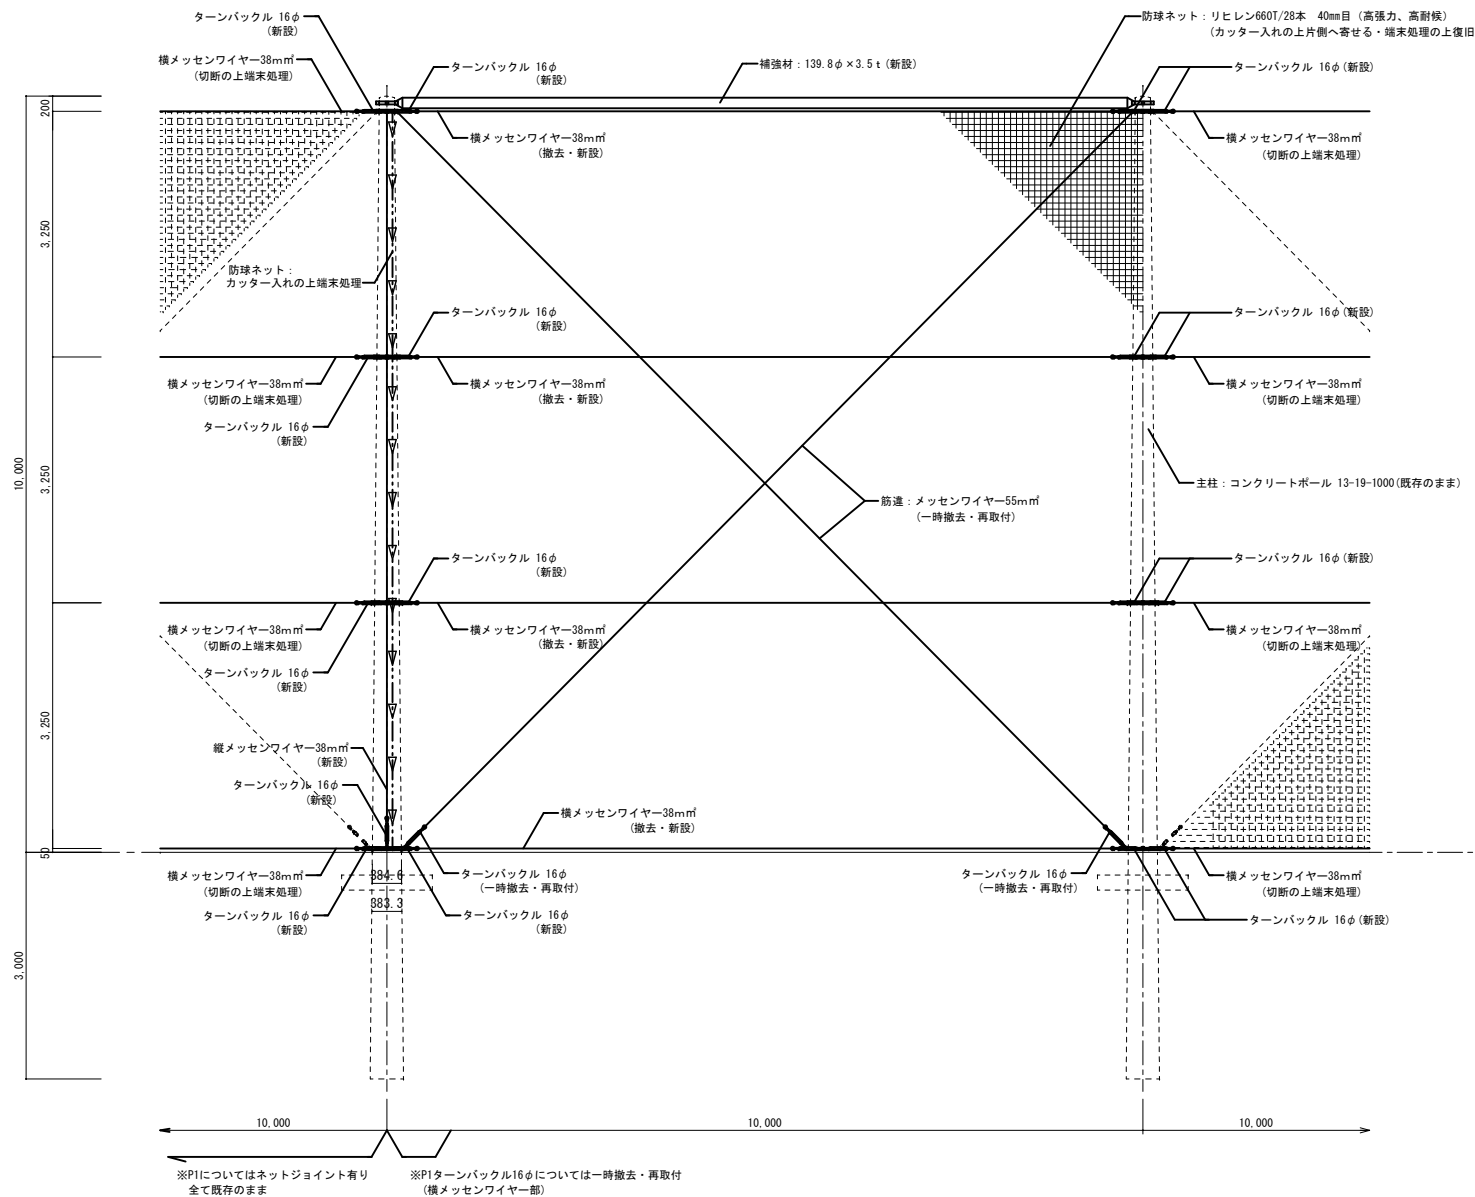 ターンバックル 16φ
(新設)
防球ネット：リヒレン660T/28本　40mm目（高張力、高耐候）
（カッター入れの上片側へ寄せる・端末処理の上復旧
横メッセンワイヤー38m㎡
(切断の上端末処理)
ターンバックル 16φ
(新設)
補強材：139.8φ×3.5ｔ(新設)
ターンバックル 16φ(新設)
200
横メッセンワイヤー38m㎡
(撤去・新設)
横メッセンワイヤー38m㎡
(切断の上端末処理)
3,250
防球ネット：
カッター入れの上端末処理
ターンバックル 16φ
(新設)
ターンバックル 16φ(新設)
横メッセンワイヤー38m㎡
(切断の上端末処理)
横メッセンワイヤー38m㎡
(撤去・新設)
横メッセンワイヤー38m㎡
(切断の上端末処理)
ターンバックル 16φ
(新設)
10,000
3,250
主柱：コンクリートポール 13-19-1000(既存のまま)
筋違：メッセンワイヤー55m㎡
(一時撤去・再取付)
ターンバックル 16φ
(新設)
ターンバックル 16φ(新設)
横メッセンワイヤー38m㎡
(切断の上端末処理)
横メッセンワイヤー38m㎡
(撤去・新設)
横メッセンワイヤー38m㎡
(切断の上端末処理)
ターンバックル 16φ
(新設)
3,250
縦メッセンワイヤー38m㎡
(新設)
ターンバックル 16φ
(新設)
横メッセンワイヤー38m㎡
(撤去・新設)
50
横メッセンワイヤー38m㎡
(切断の上端末処理)
384.6
ターンバックル 16φ
(一時撤去・再取付)
ターンバックル 16φ
(一時撤去・再取付)
横メッセンワイヤー38m㎡
(切断の上端末処理)
383.3
ターンバックル 16φ
(新設)
ターンバックル 16φ
(新設)
ターンバックル 16φ(新設)
3,000
10,000
10,000
10,000
※P1についてはネットジョイント有り
全て既存のまま
※P1ターンバックル16φについては一時撤去・再取付
(横メッセンワイヤー部)